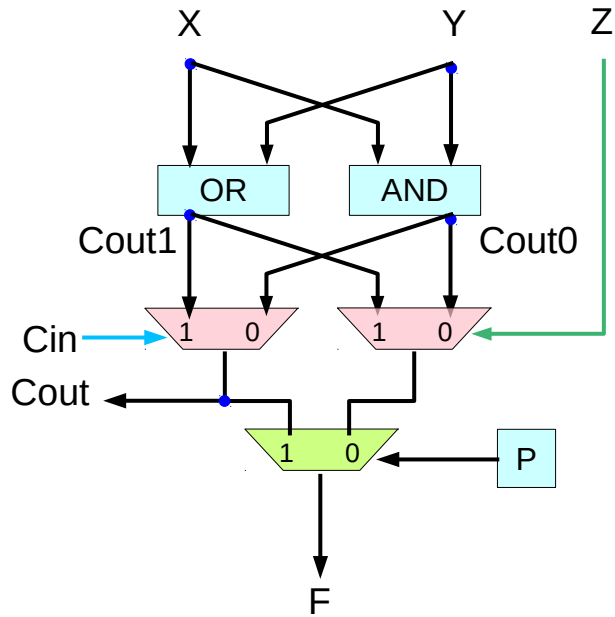 X Y Z
OR AND
Cout1 Cout0
1 0 1 0
Cin
Cout
1 0
P
F